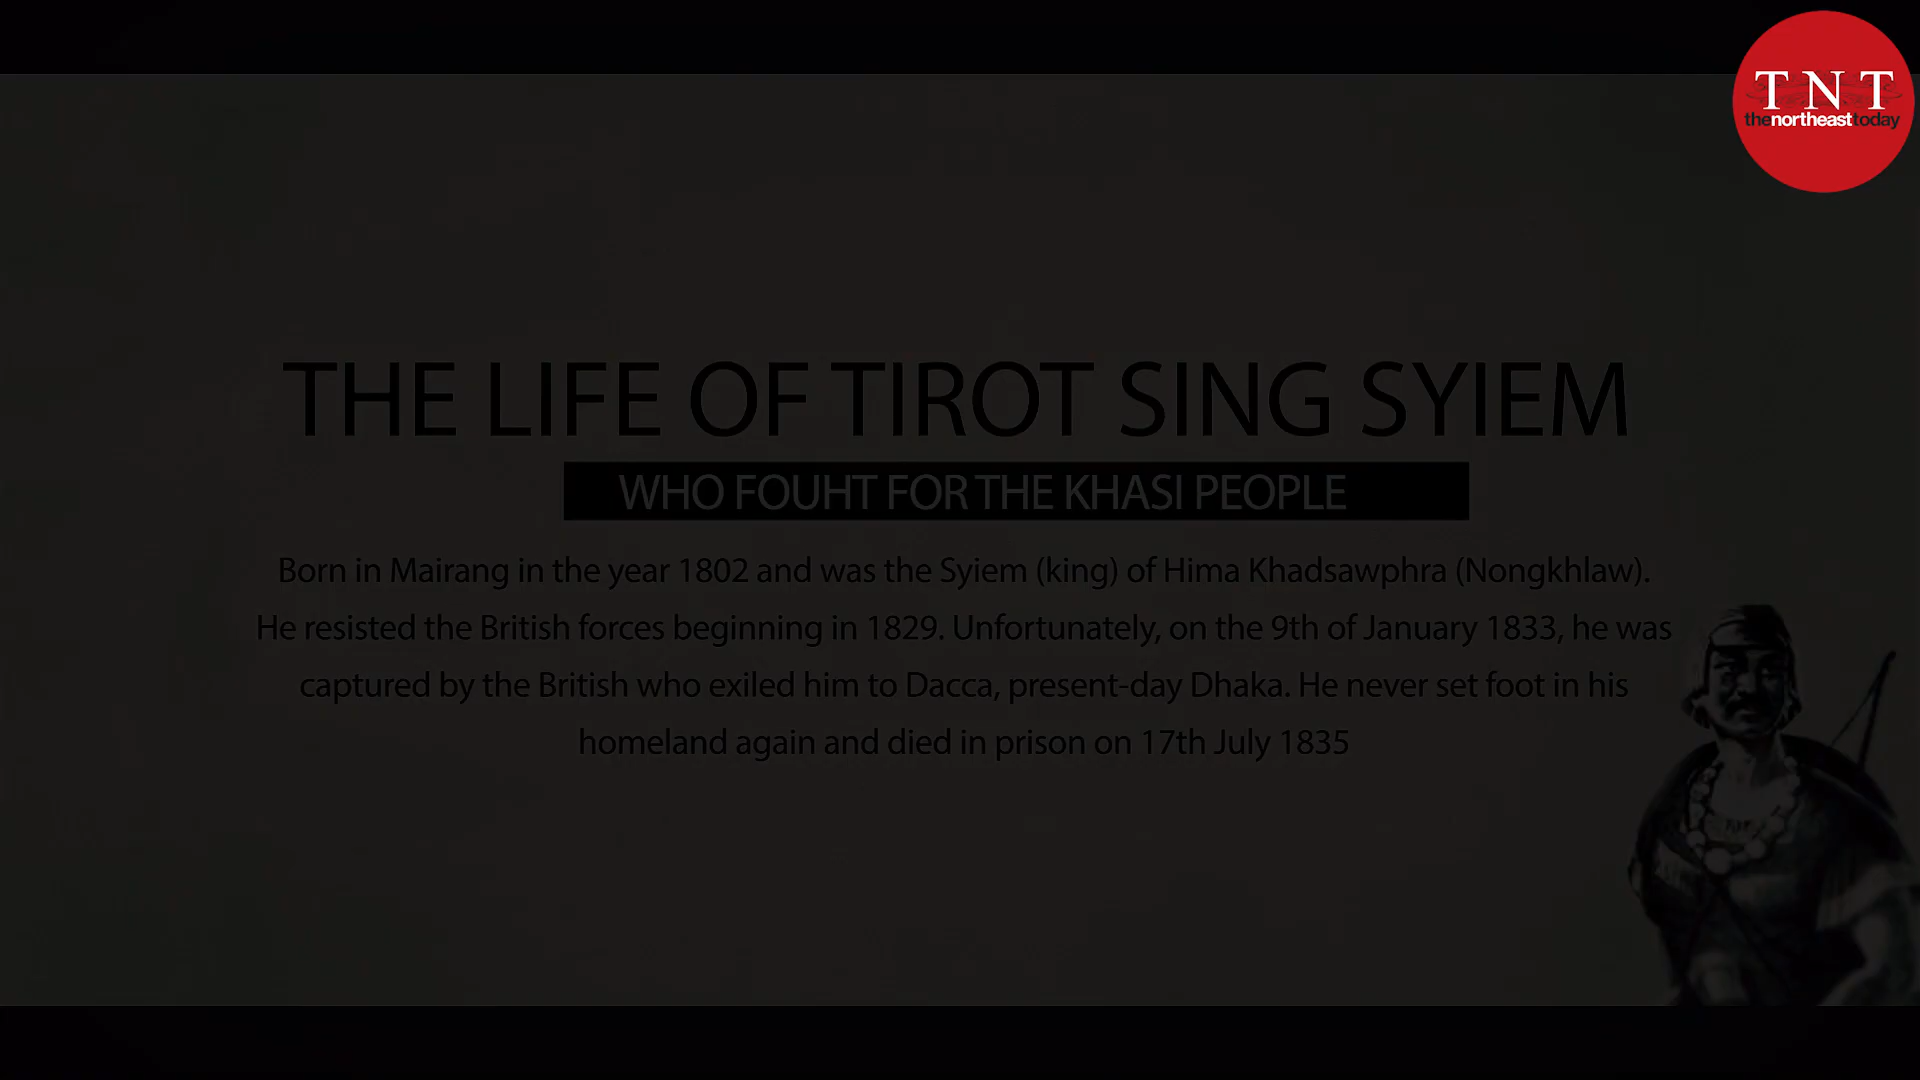 TNT
thenortheasttoday
THE LIFE OF TIROT SING SYIEM
WHO FOUHT FOR THE KHASI PEOPLE
Born in Mairang in the year 1802 and was the Syiem (king) of Hima Khadsawphra (Nongkhlaw).
He resisted the British forces beginning in 1829. Unfortunately, on the 9th of January 1833, he was
captured by the British who exiled him to Dacca, present-day Dhaka. He never set foot in his
homeland again and died in prison on 17th July 1835